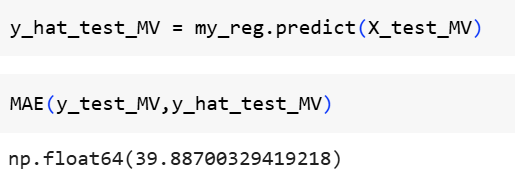 y_hat_test_MV = my_reg.predict(X_test_MV)
MAE(y_test_MV,y_hat_test_MV)
np.float64(39.88700329419218)